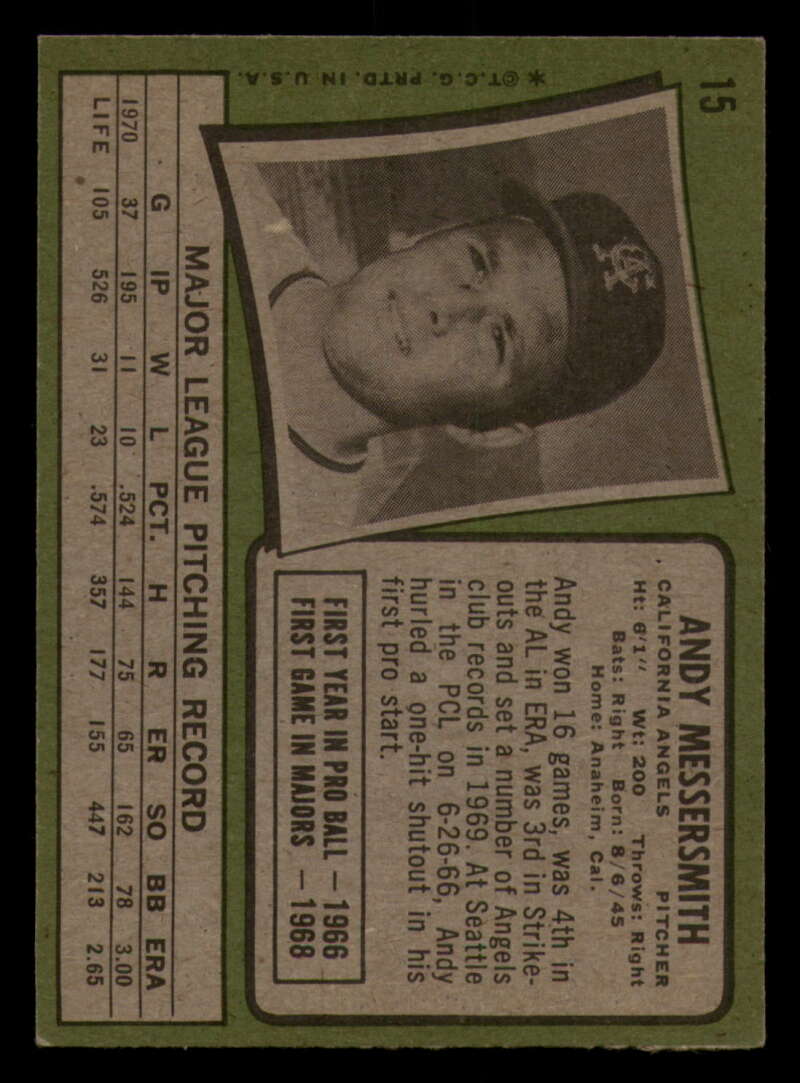 15
*©T.C.G. PRTD. IN U.S.A.
CA
ANDY MESSERSMITH
CALIFORNIA ANGELS PITCHER
Ht: 6'1" Wt: 200 Throws: Right
Bats: Right Born: 8/6/45
Home: Anaheim, Cal.
Andy won 16 games, was 4th in
the AL in ERA, was 3rd in Strike-
outs and set a number of Angels
club records in 1969. At Seattle
in the PCL on 6-26-66, Andy
hurled a one-hit shutout in his
first pro start.
FIRST YEAR IN PRO BALL — 1966
FIRST GAME IN MAJORS — 1968
MAJOR LEAGUE PITCHING RECORD
G IP W L PCT. H R ER SO BB ERA
1970 37 195 11 10 .524 144 75 65 162 78 3.00
LIFE 105 526 31 23 .574 357 177 155 447 213 2.65